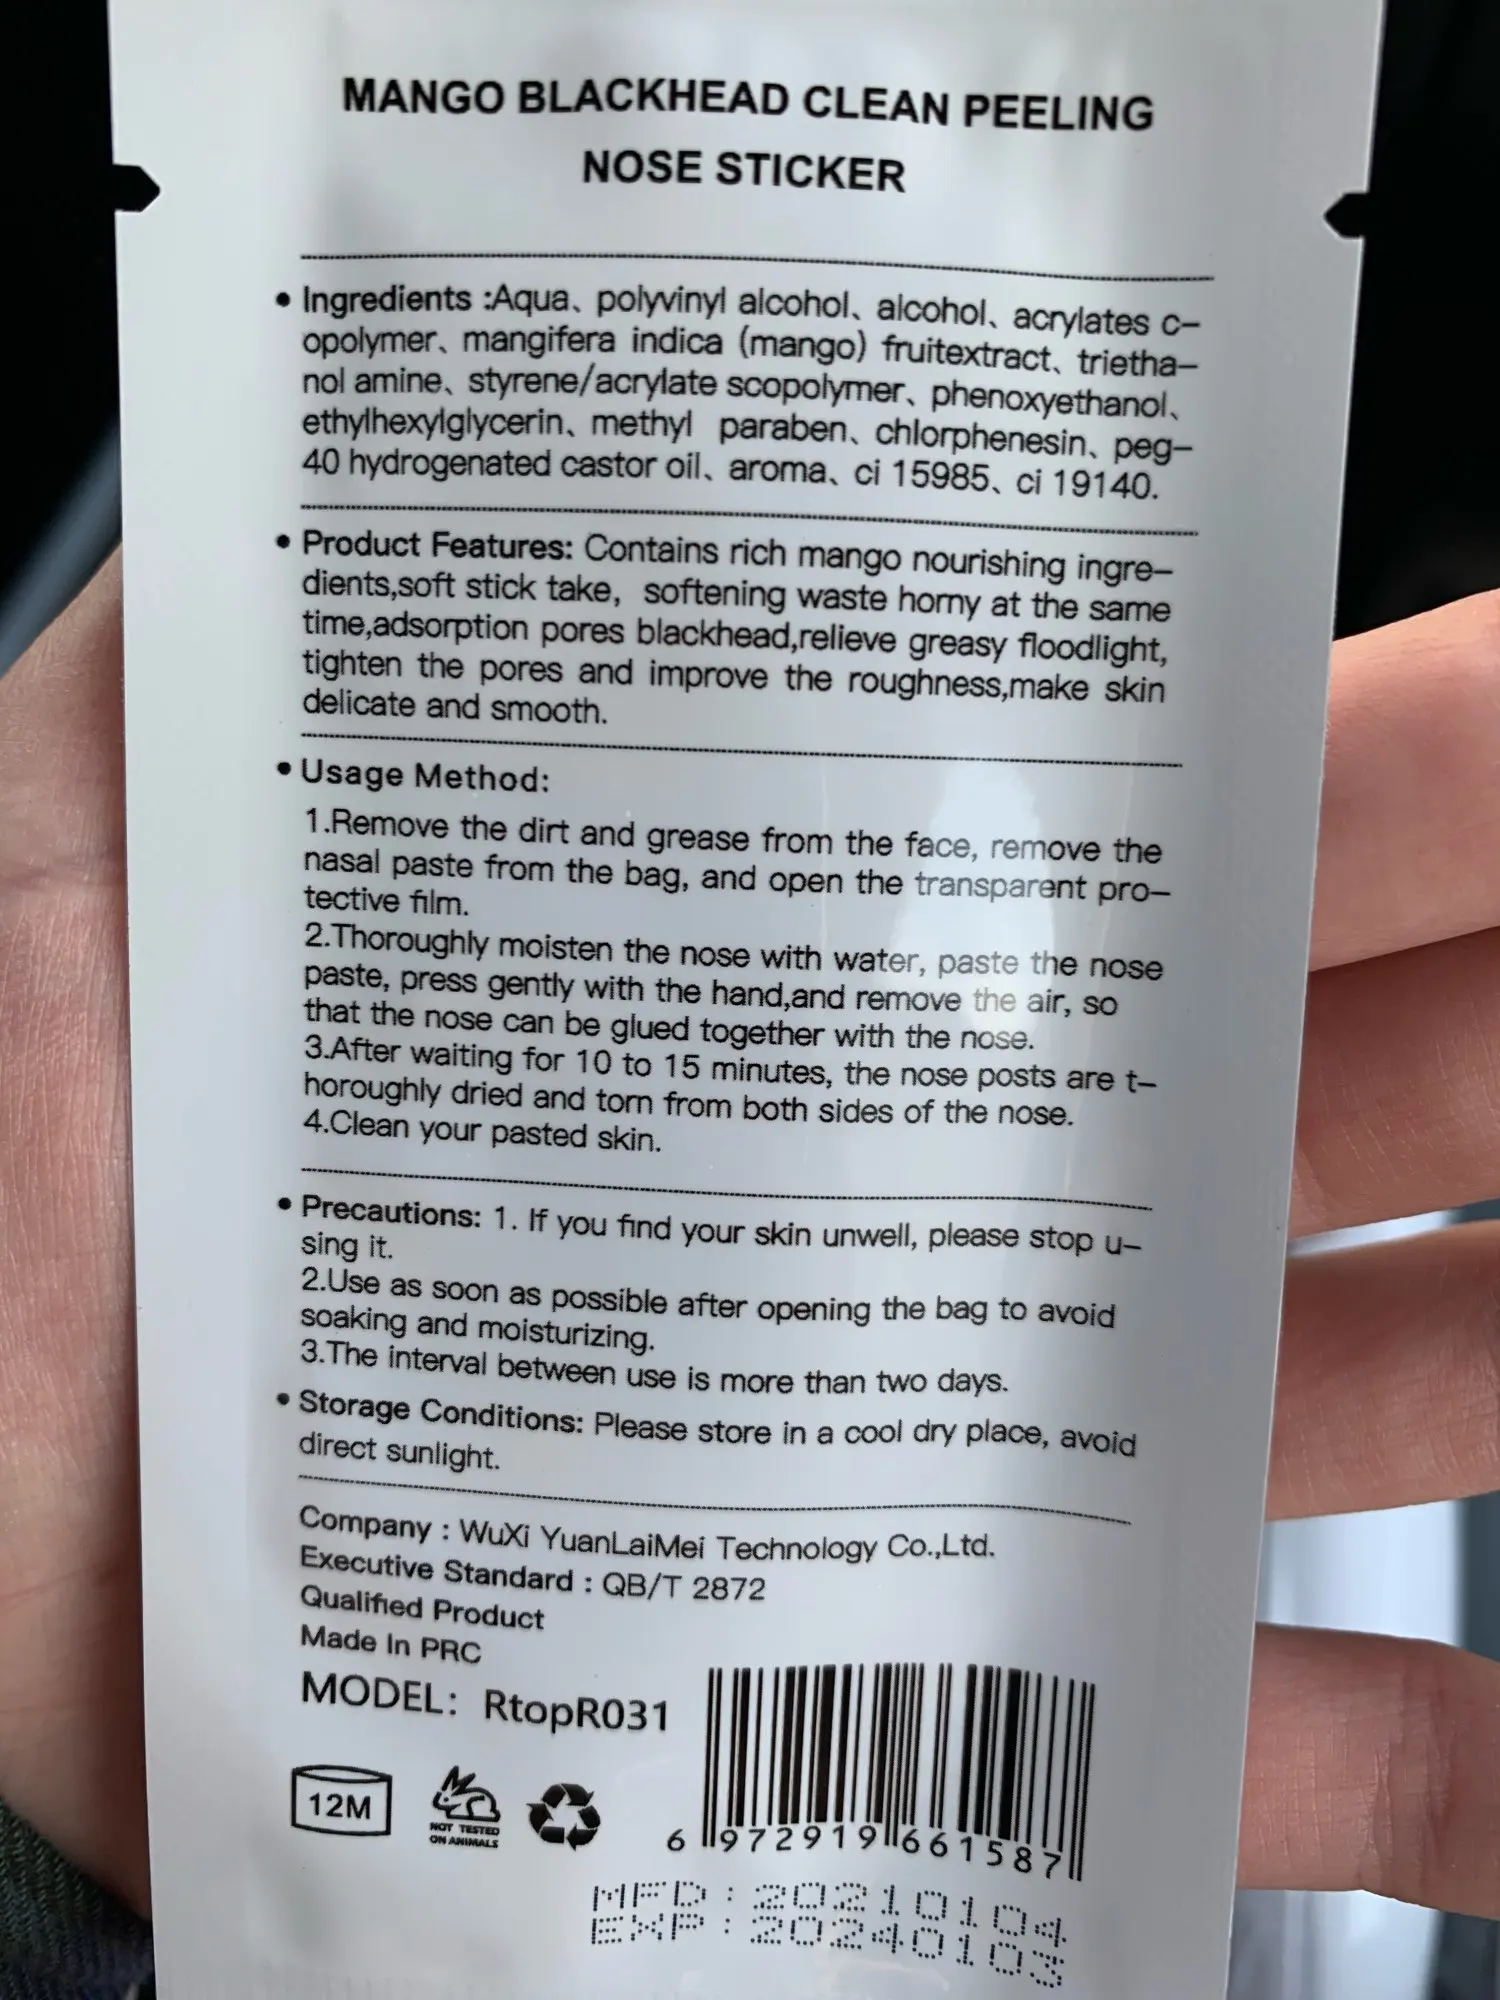 MANGO BLACKHEAD CLEAN PEELING
NOSE STICKER
• Ingredients :Aqua、polyvinyl alcohol、alcohol、acrylates c-
opolymer、mangifera indica (mango) fruitextract、trietha-
nol amine、styrene/acrylate scopolymer、phenoxyethanol、
ethylhexylglycerin、methyl paraben、chlorphenesin、peg-
40 hydrogenated castor oil、aroma、ci 15985、ci 19140.
• Product Features: Contains rich mango nourishing ingre-
dients,soft stick take, softening waste horny at the same
time,adsorption pores blackhead,relieve greasy floodlight,
tighten the pores and improve the roughness,make skin
delicate and smooth.
• Usage Method:
1.Remove the dirt and grease from the face, remove the
nasal paste from the bag, and open the transparent pro-
tective film.
2.Thoroughly moisten the nose with water, paste the nose
paste, press gently with the hand,and remove the air, so
that the nose can be glued together with the nose.
3.After waiting for 10 to 15 minutes, the nose posts are t-
horoughly dried and torn from both sides of the nose.
4.Clean your pasted skin.
• Precautions: 1. If you find your skin unwell, please stop u-
sing it.
2.Use as soon as possible after opening the bag to avoid
soaking and moisturizing.
3.The interval between use is more than two days.
• Storage Conditions: Please store in a cool dry place, avoid
direct sunlight.
Company : WuXi YuanLaiMei Technology Co.,Ltd.
Executive Standard : QB/T 2872
Qualified Product
Made In PRC
MODEL: RtopR031
12M
NOT TESTED
ON ANIMALS
6 972919 661587
MFD:20210104
EXP:20240103